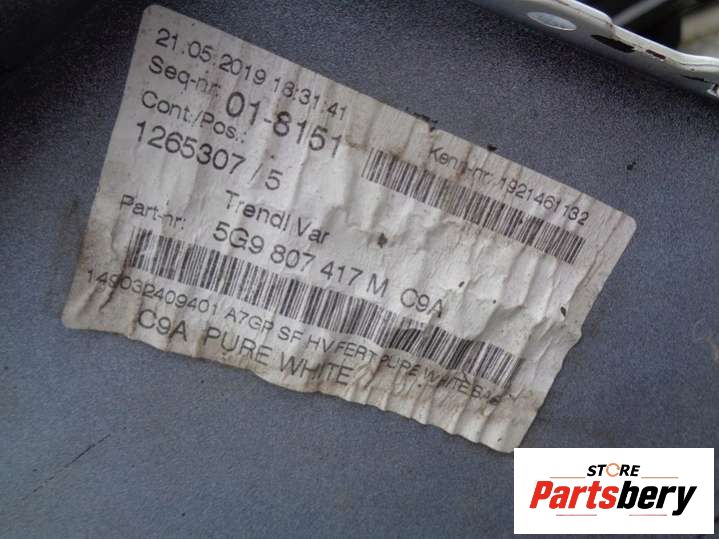 21.05.2019 18:31:41
Seq-nr: 01-8151
Cont./Pos.: 
1265307 / 5
Kenn-nr: 1921461132
Trendl Var
Part-nr: 5G9 807 417 M C9A
149032409401 A7GP SF HV FERT PURE WHITE
C9A PURE WHITE
STORE
Partsbery